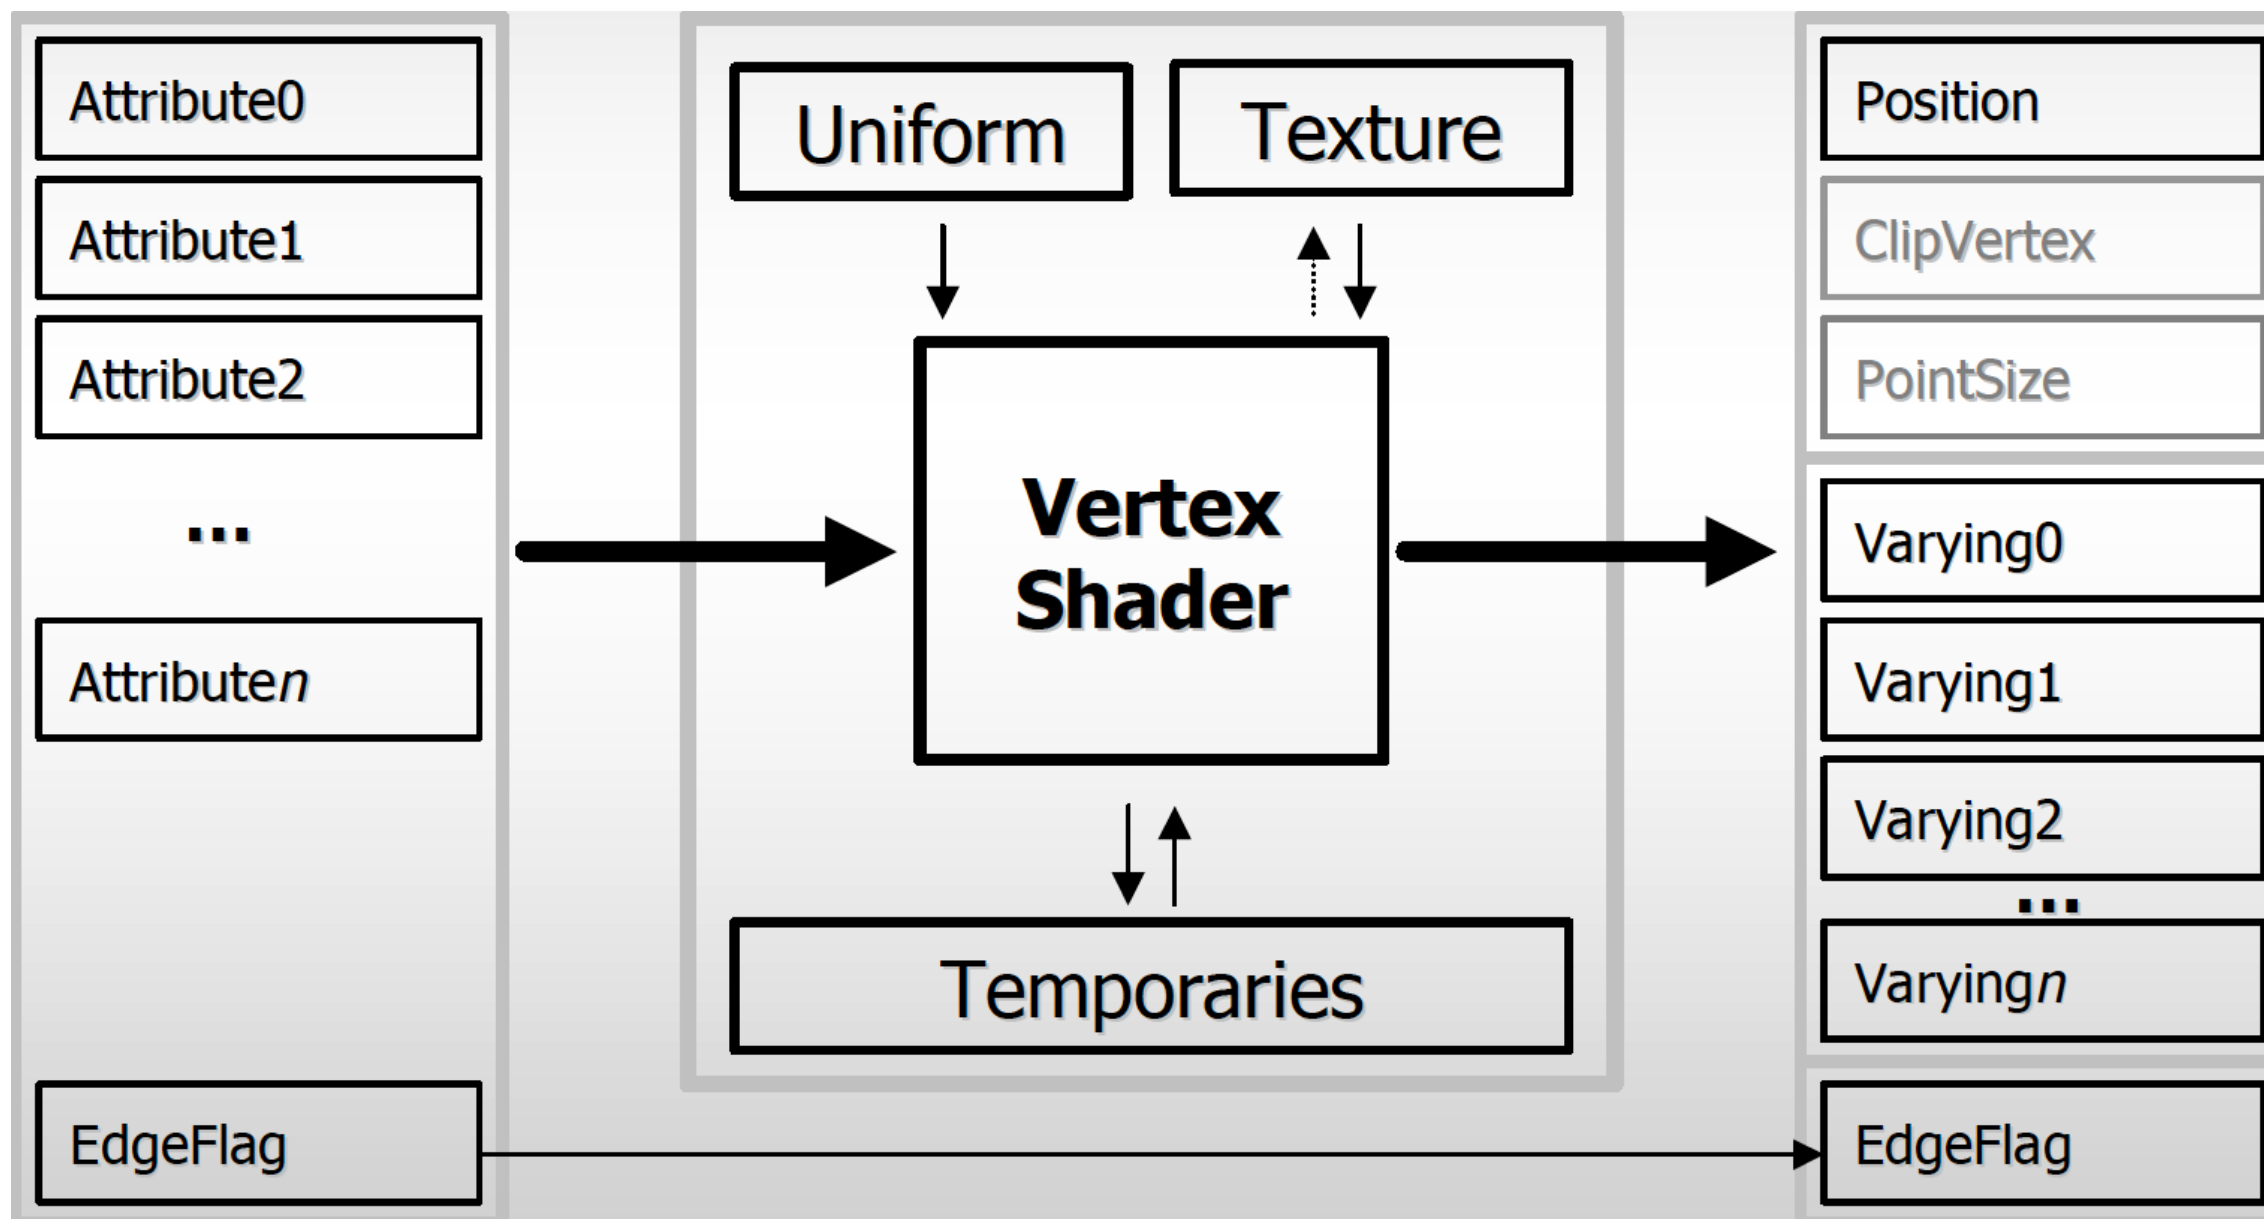 Attribute0
Attribute1
Attribute2
...
Attributen
EdgeFlag
Uniform
Texture
Vertex
Shader
Temporaries
Position
ClipVertex
PointSize
Varying0
Varying1
Varying2
...
Varyingn
EdgeFlag